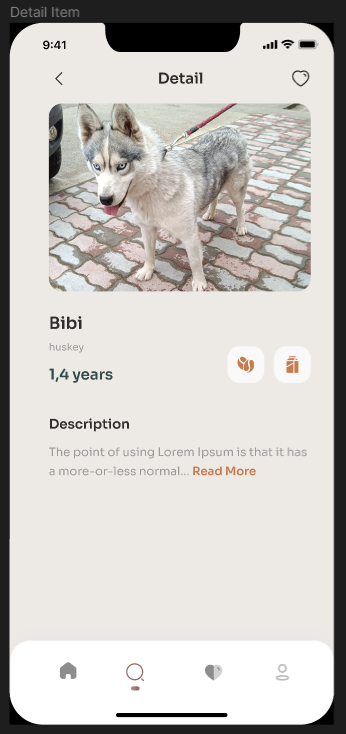 Detail Item
9:41
Detail
Bibi
huskey
1,4 years
Description
The point of using Lorem Ipsum is that it has
a more-or-less normal... Read More